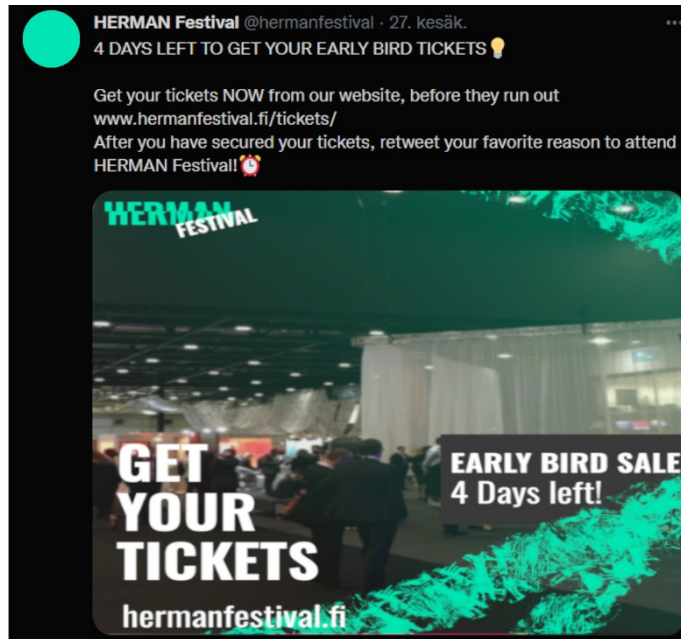 HERMAN Festival @hermanfestival · 27. kesäk.
4 DAYS LEFT TO GET YOUR EARLY BIRD TICKETS💡
Get your tickets NOW from our website, before they run out
www.hermanfestival.fi/tickets/
After you have secured your tickets, retweet your favorite reason to attend
HERMAN Festival!⏰
HERMAN
FESTIVAL
GET
YOUR
TICKETS
hermanfestival.fi
EARLY BIRD SALE
4 Days left!